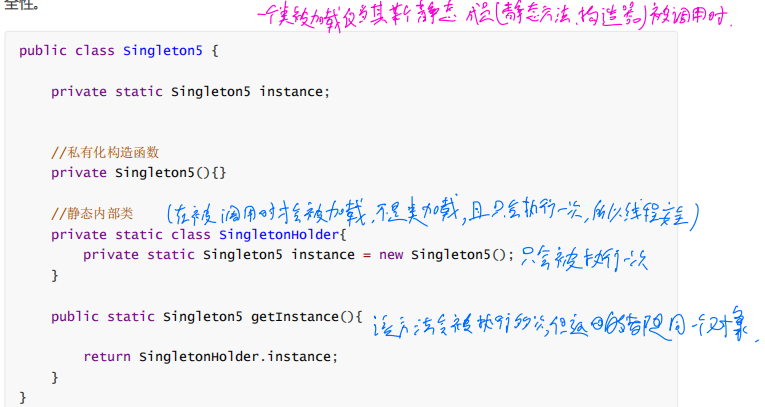 全性。
一个类被加载仅当其某个静态成员(静态方法、构造器)被调用时.
public class Singleton5 {
private static Singleton5 instance;
//私有化构造函数
private Singleton5(){}
//静态内部类 (在被调用时才会被加载,不是类加载,且只会执行一次,所以线程安全)
private static class SingletonHolder{
private static Singleton5 instance = new Singleton5(); 只会被执行一次
}
public static Singleton5 getInstance(){ 该方法会被执行多次,但返回的都是同一个对象.
return SingletonHolder.instance;
}
}